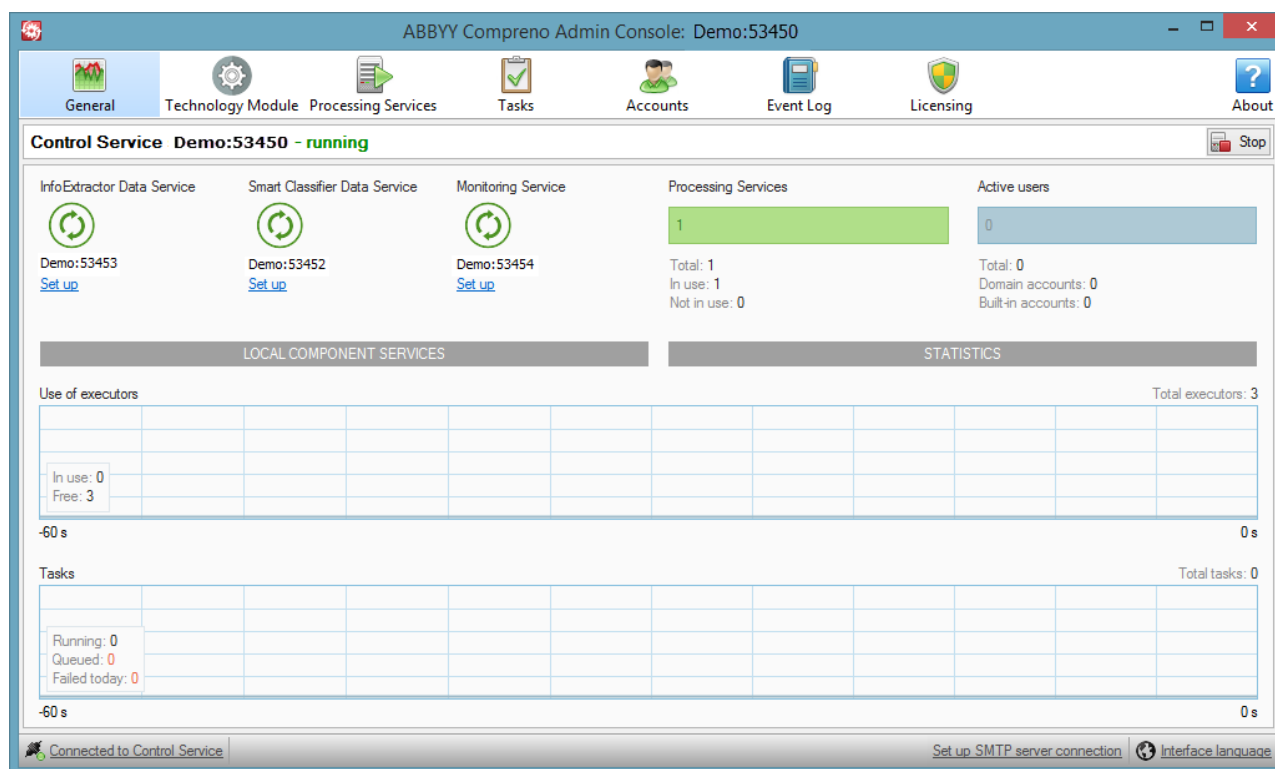 ABBYY Compreno Admin Console: Demo:53450
General Technology Module Processing Services Tasks Accounts Event Log Licensing About
Control Service Demo:53450 - running Stop
InfoExtractor Data Service Smart Classifier Data Service Monitoring Service Processing Services Active users
1 0
Demo:53453 Demo:53452 Demo:53454 Total: 1 Total: 0
Set up Set up Set up In use: 1 Domain accounts: 0
Not in use: 0 Built-in accounts: 0
LOCAL COMPONENT SERVICES STATISTICS
Use of executors Total executors: 3
In use: 0
Free: 3
-60 s 0 s
Tasks Total tasks: 0
Running: 0
Queued: 0
Failed today: 0
-60 s 0 s
Connected to Control Service Set up SMTP server connection Interface language